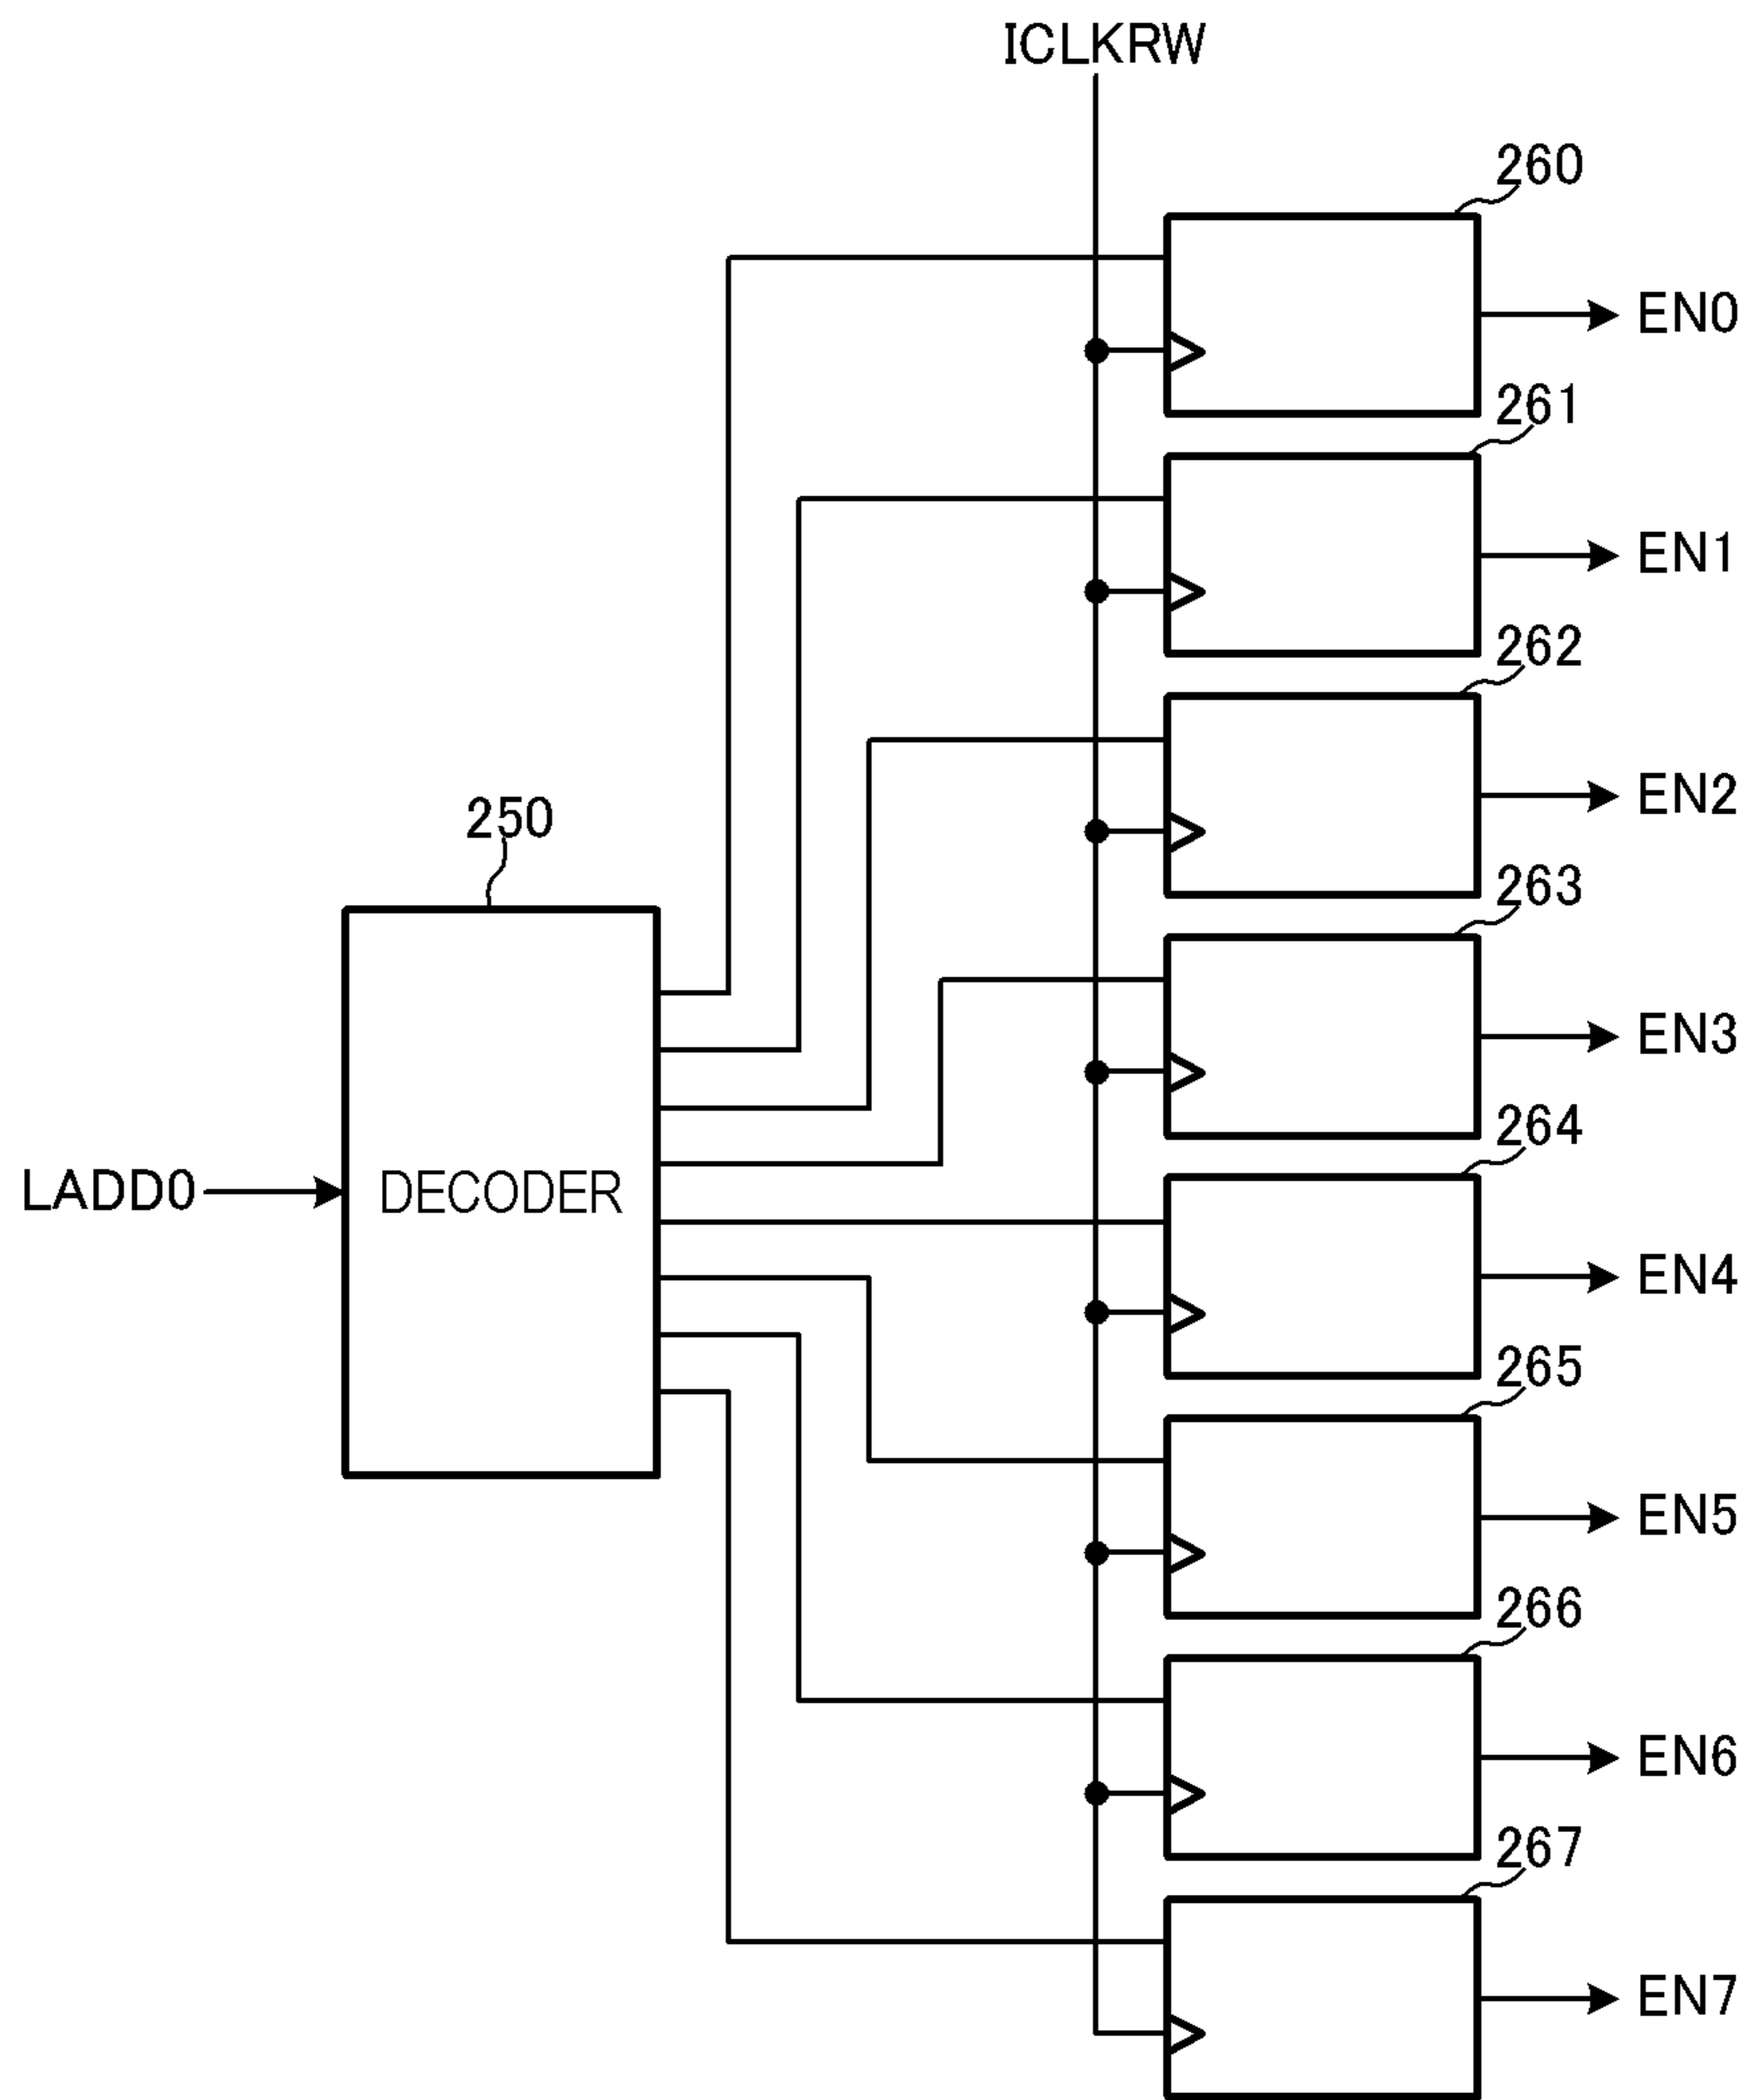 ICLKRW
260
EN0
261
EN1
262
EN2
250
263
EN3
264
LADD0
DECODER
EN4
265
EN5
266
EN6
267
EN7